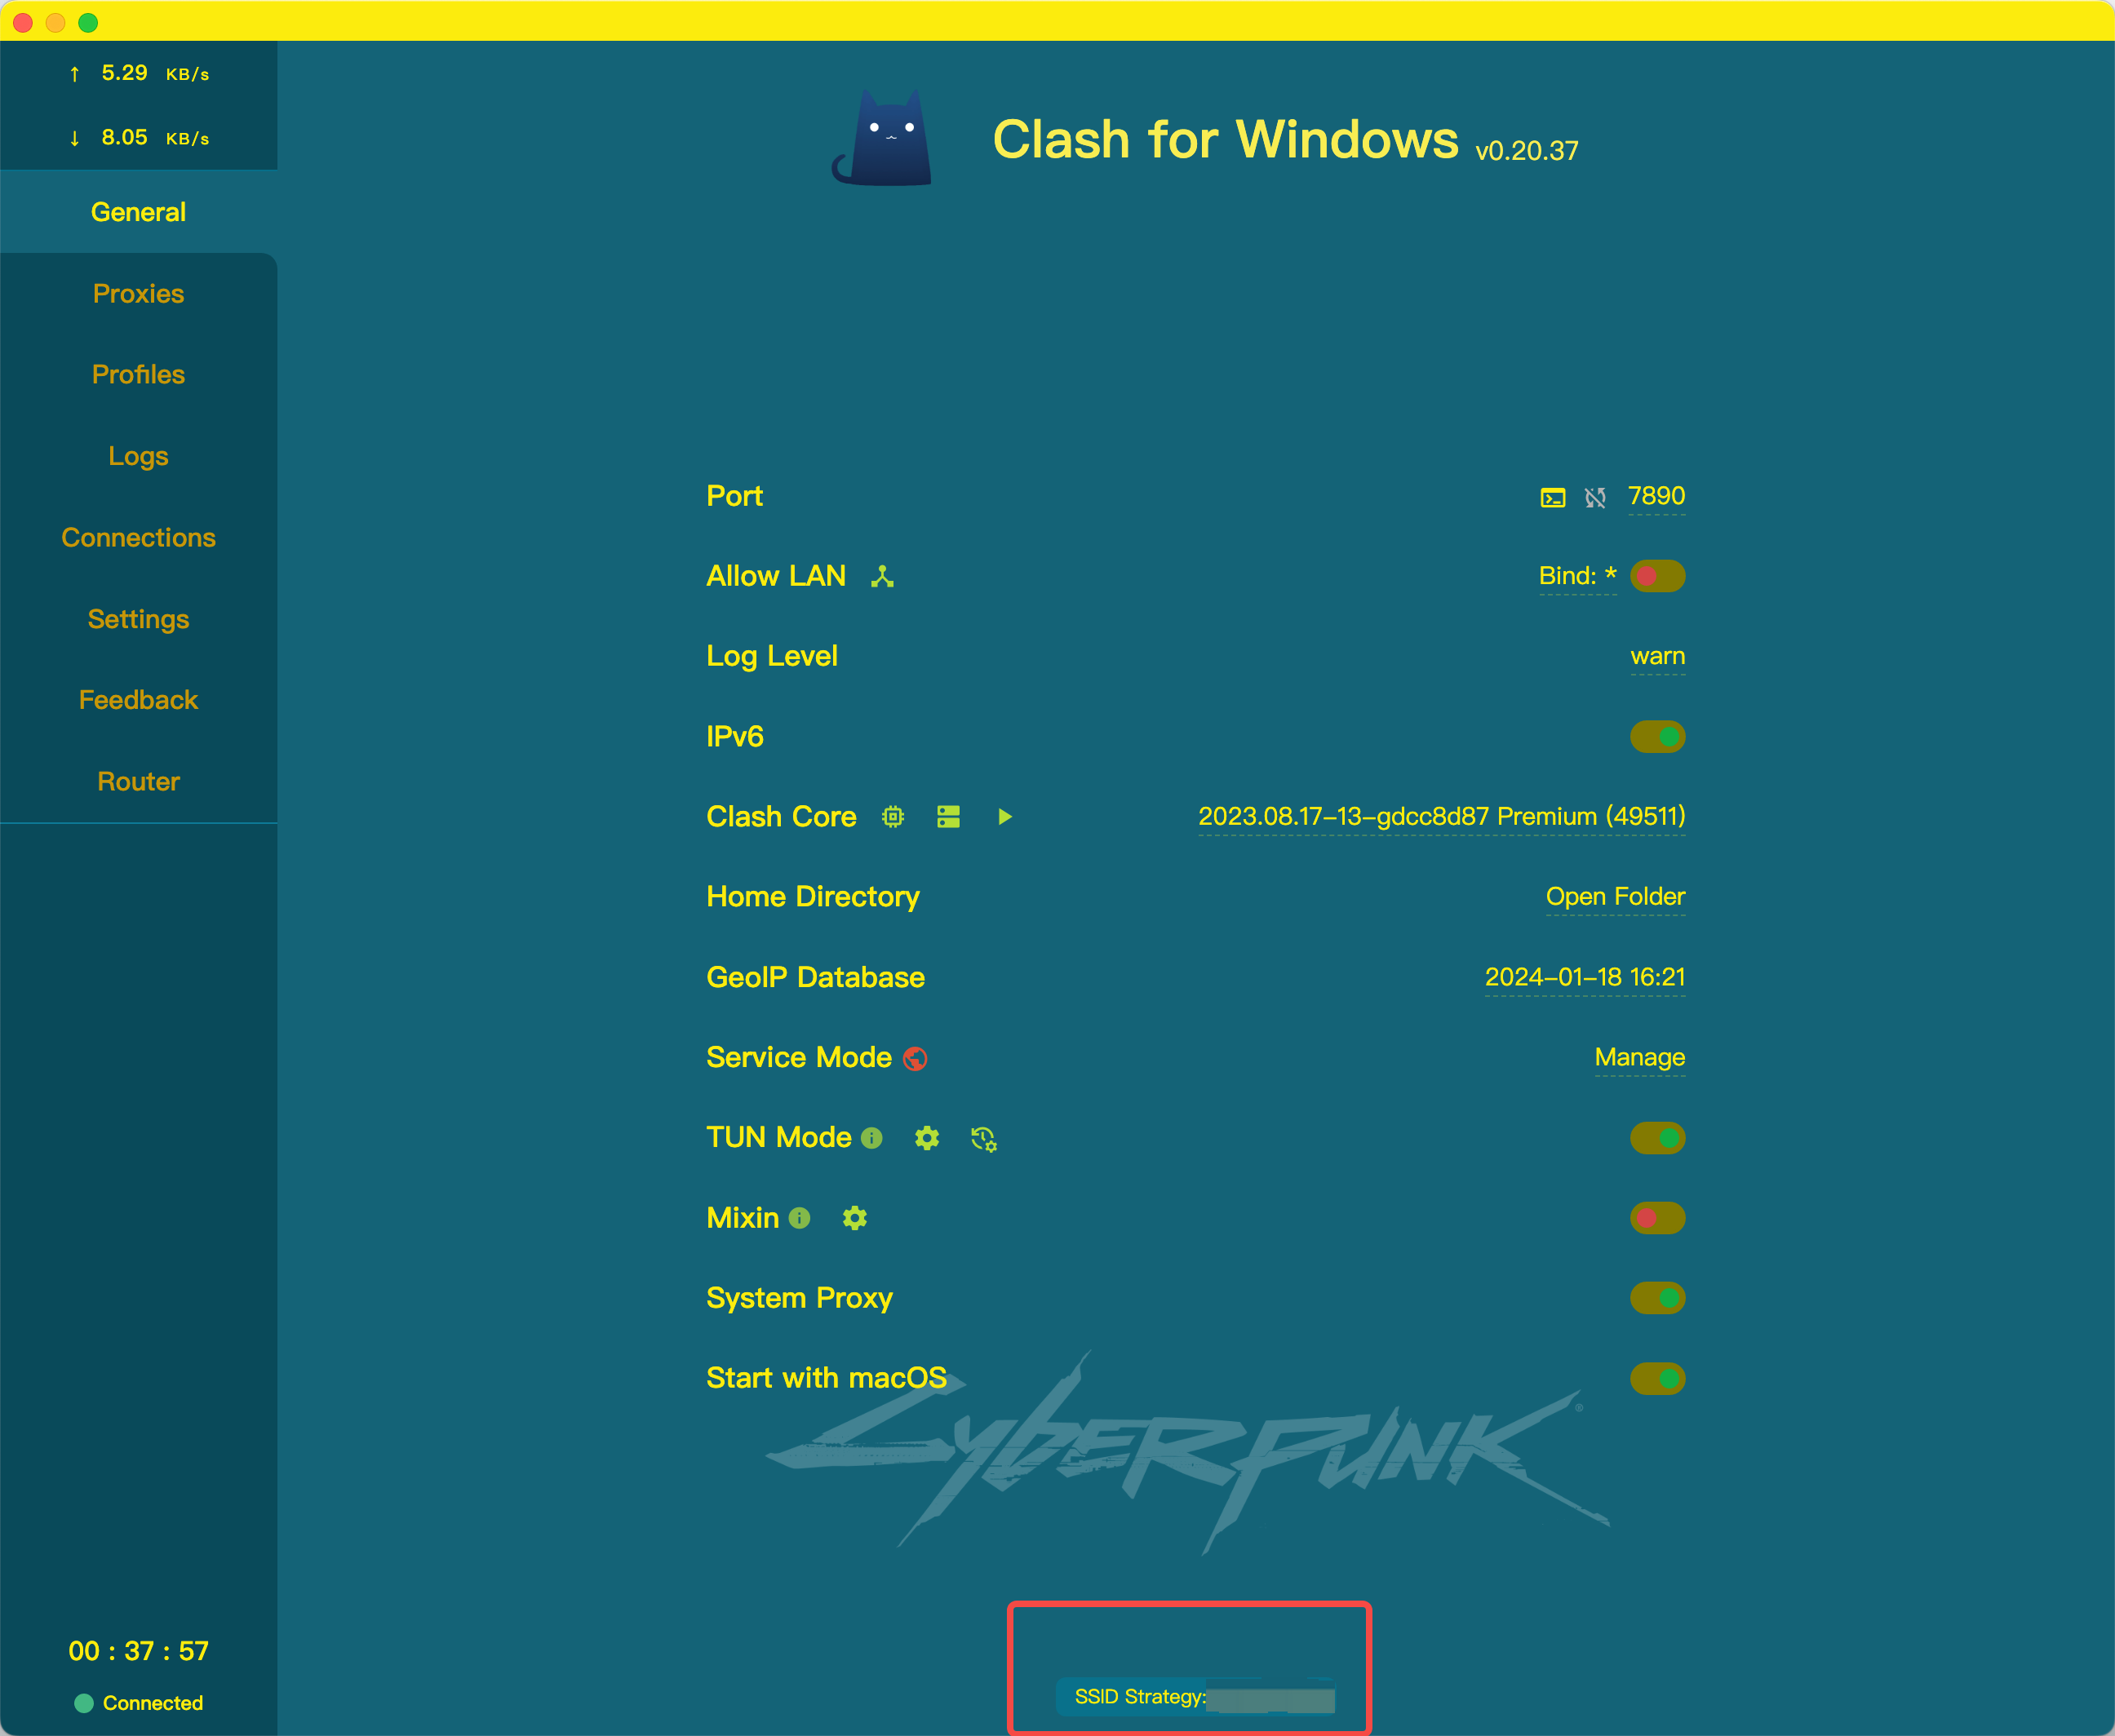 ↑ 5.29 KB/s
↓ 8.05 KB/s
General
Proxies
Profiles
Logs
Connections
Settings
Feedback
Router
00 : 37 : 57
Connected
Clash for Windows v0.20.37
Port 7890
Allow LAN Bind: *
Log Level warn
IPv6
Clash Core 2023.08.17-13-gdcc8d87 Premium (49511)
Home Directory Open Folder
GeoIP Database 2024-01-18 16:21
Service Mode Manage
TUN Mode
Mixin
System Proxy
Start with macOS
CYBERPUNK
SSID Strategy: